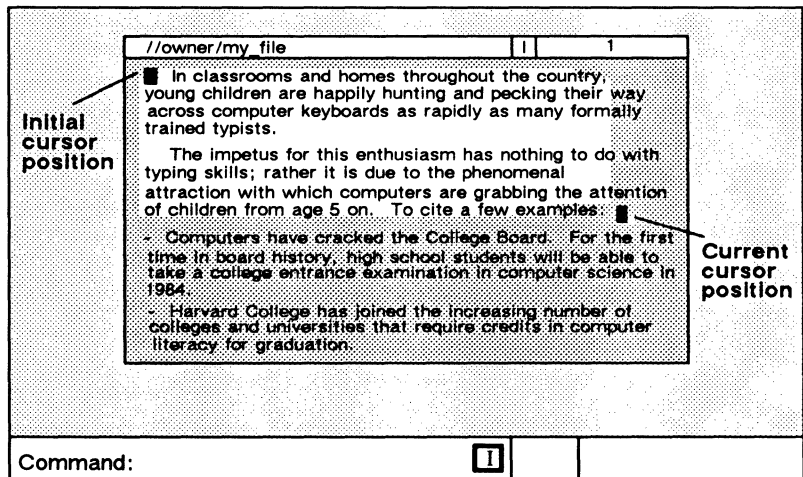 //owner/my_file I 1
In classrooms and homes throughout the country,
young children are happily hunting and pecking their way
across computer keyboards as rapidly as many formally
trained typists.
The impetus for this enthusiasm has nothing to do with
typing skills; rather it is due to the phenomenal
attraction with which computers are grabbing the attention
of children from age 5 on. To cite a few examples:
- Computers have cracked the College Board. For the first
time in board history, high school students will be able to
take a college entrance examination in computer science in
1984.
- Harvard College has joined the increasing number of
colleges and universities that require credits in computer
literacy for graduation.
Initial
cursor
position
Current
cursor
position
Command: I